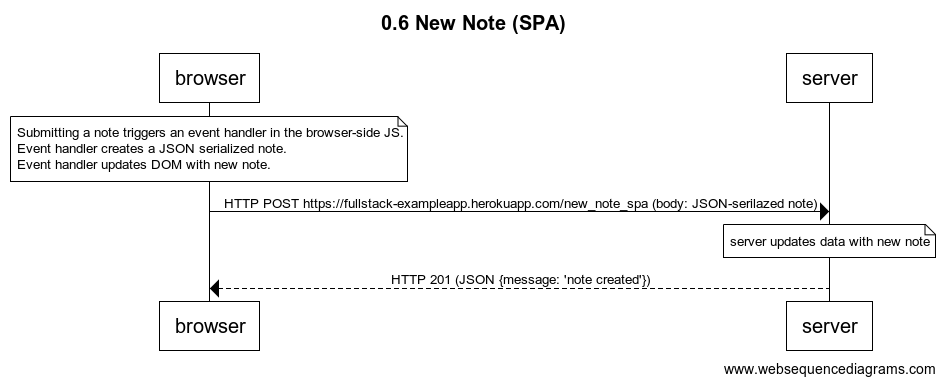 0.6 New Note (SPA)
browser
server
Submitting a note triggers an event handler in the browser-side JS.
Event handler creates a JSON serialized note.
Event handler updates DOM with new note.
HTTP POST https://fullstack-exampleapp.herokuapp.com/new_note_spa (body: JSON-serilazed note)
server updates data with new note
HTTP 201 (JSON {message: 'note created'})
browser
server
www.websequencediagrams.com